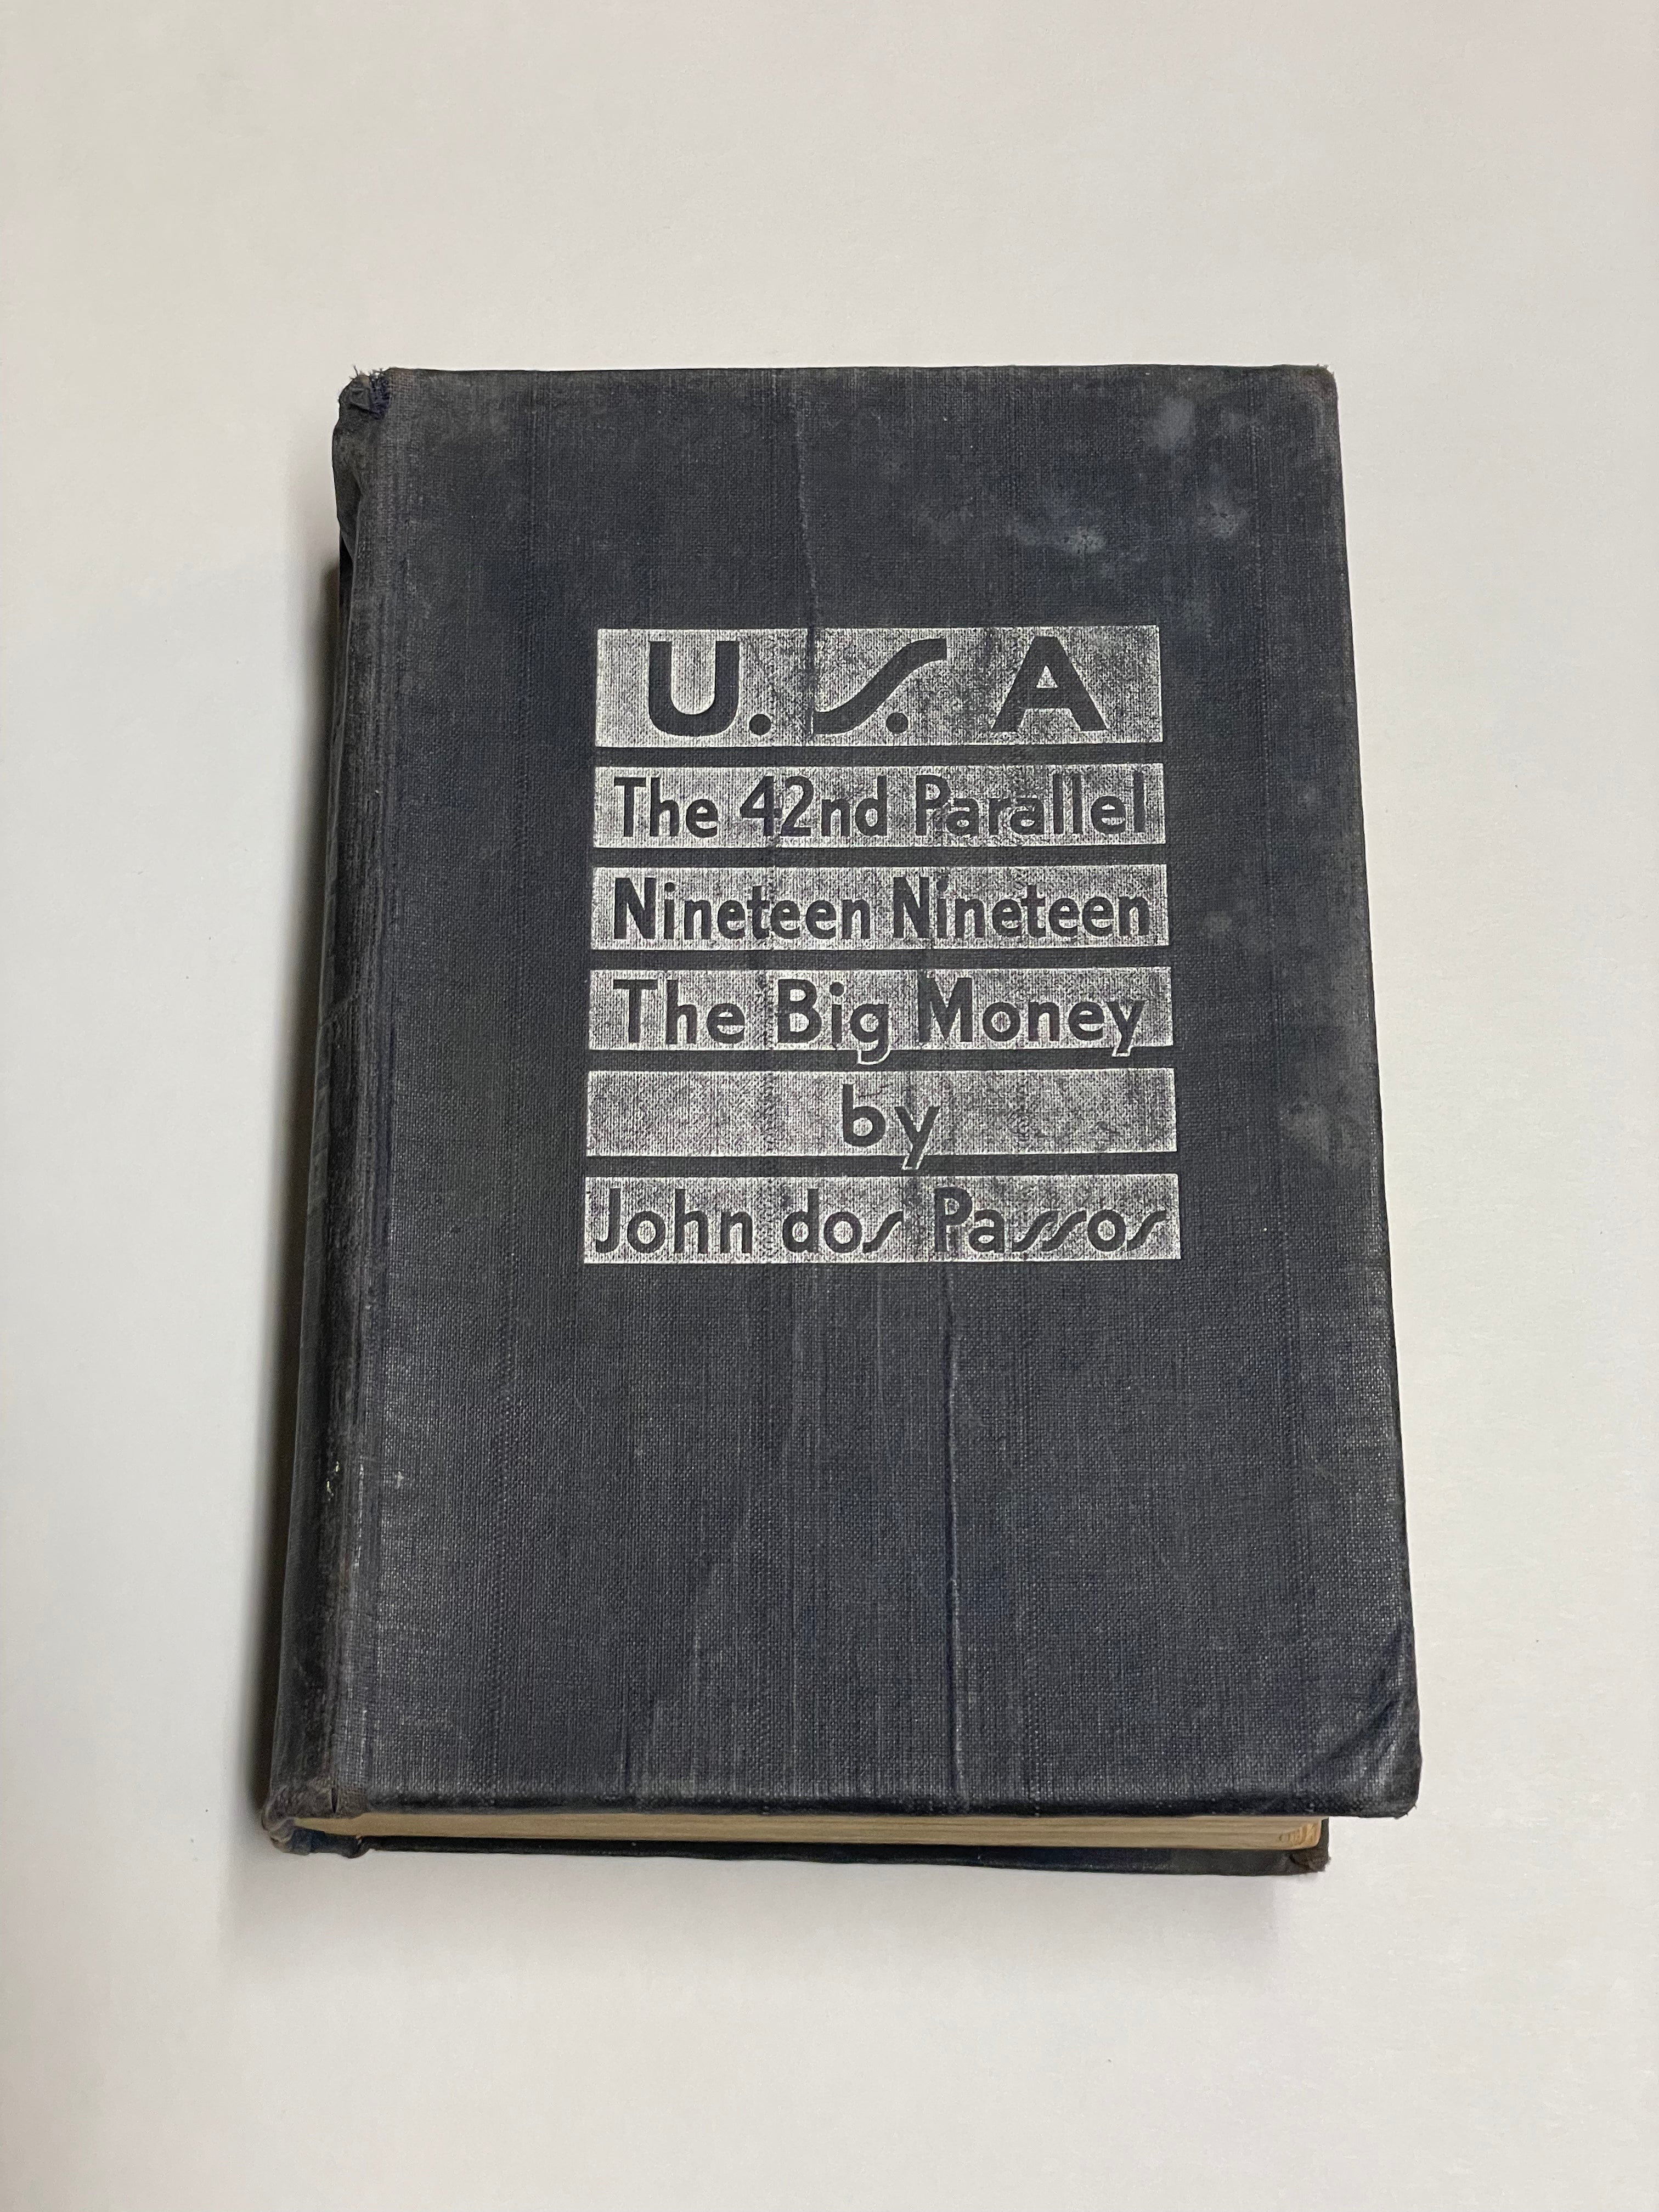 U. S. A
The 42nd Parallel
Nineteen Nineteen
The Big Money
by
John dos Passos